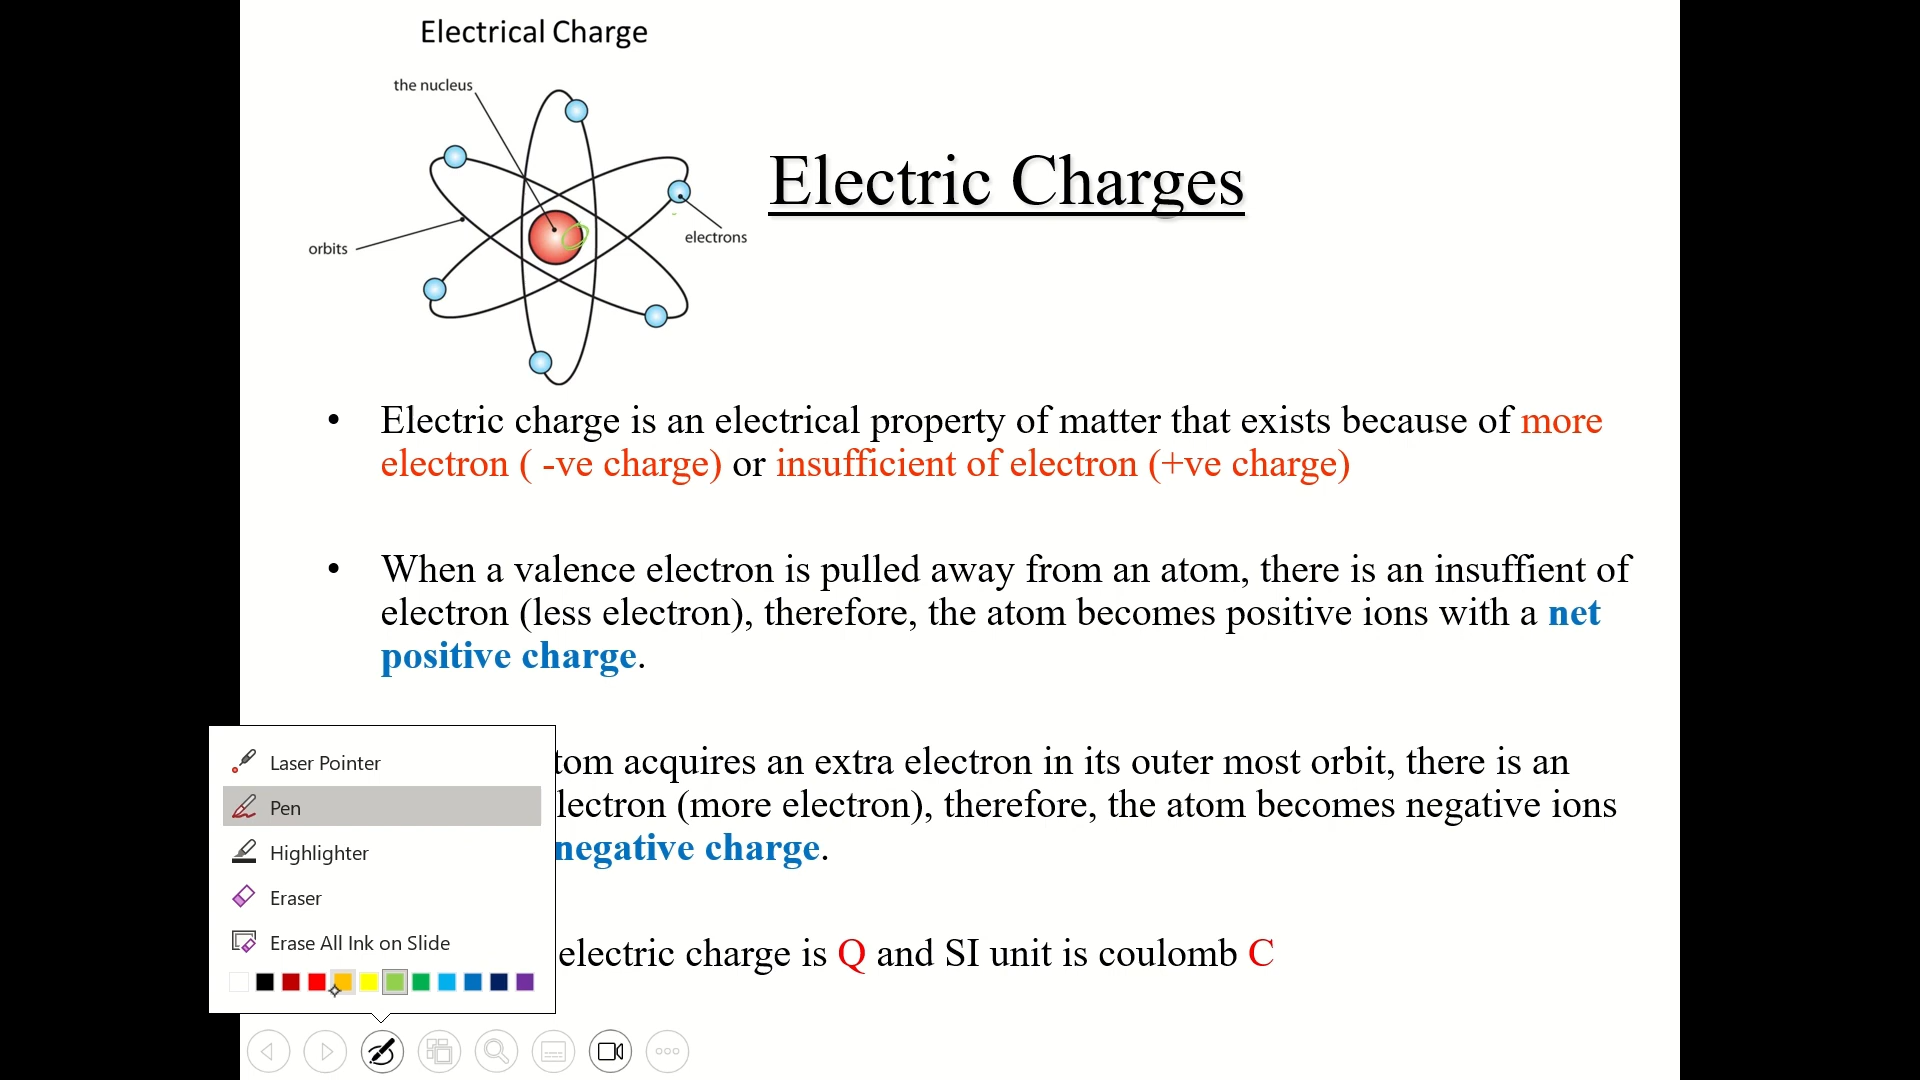 Electrical Charge
the nucleus
Electric Charges
electrons
orbits
• Electric charge is an electrical property of matter that exists because of more
electron ( -ve charge) or insufficient of electron (+ve charge)
• When a valence electron is pulled away from an atom, there is an insuffient of
electron (less electron), therefore, the atom becomes positive ions with a net
positive charge.
tom acquires an extra electron in its outer most orbit, there is an
lectron (more electron), therefore, the atom becomes negative ions
negative charge.
electric charge is Q and SI unit is coulomb C
Laser Pointer
Pen
Highlighter
Eraser
Erase All Ink on Slide